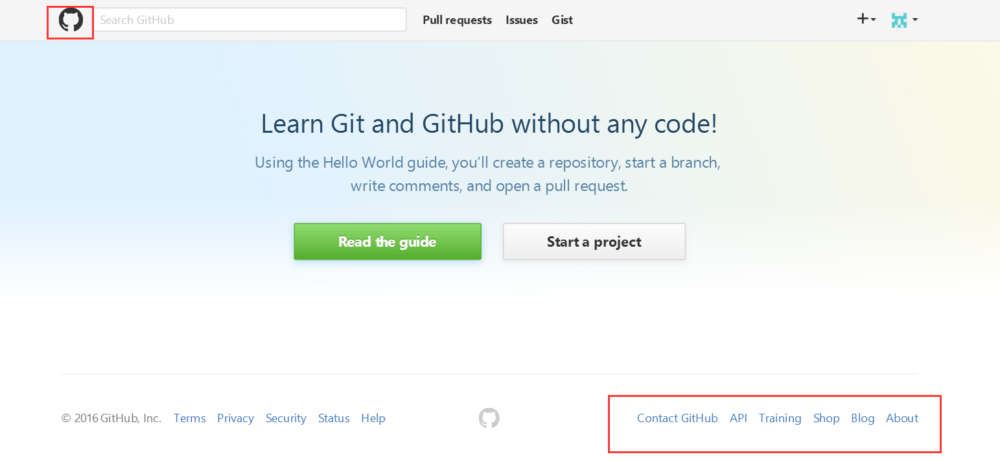 Search GitHub Pull requests Issues Gist
Learn Git and GitHub without any code!
Using the Hello World guide, you’ll create a repository, start a branch,
write comments, and open a pull request.
Read the guide Start a project
© 2016 GitHub, Inc. Terms Privacy Security Status Help Contact GitHub API Training Shop Blog About